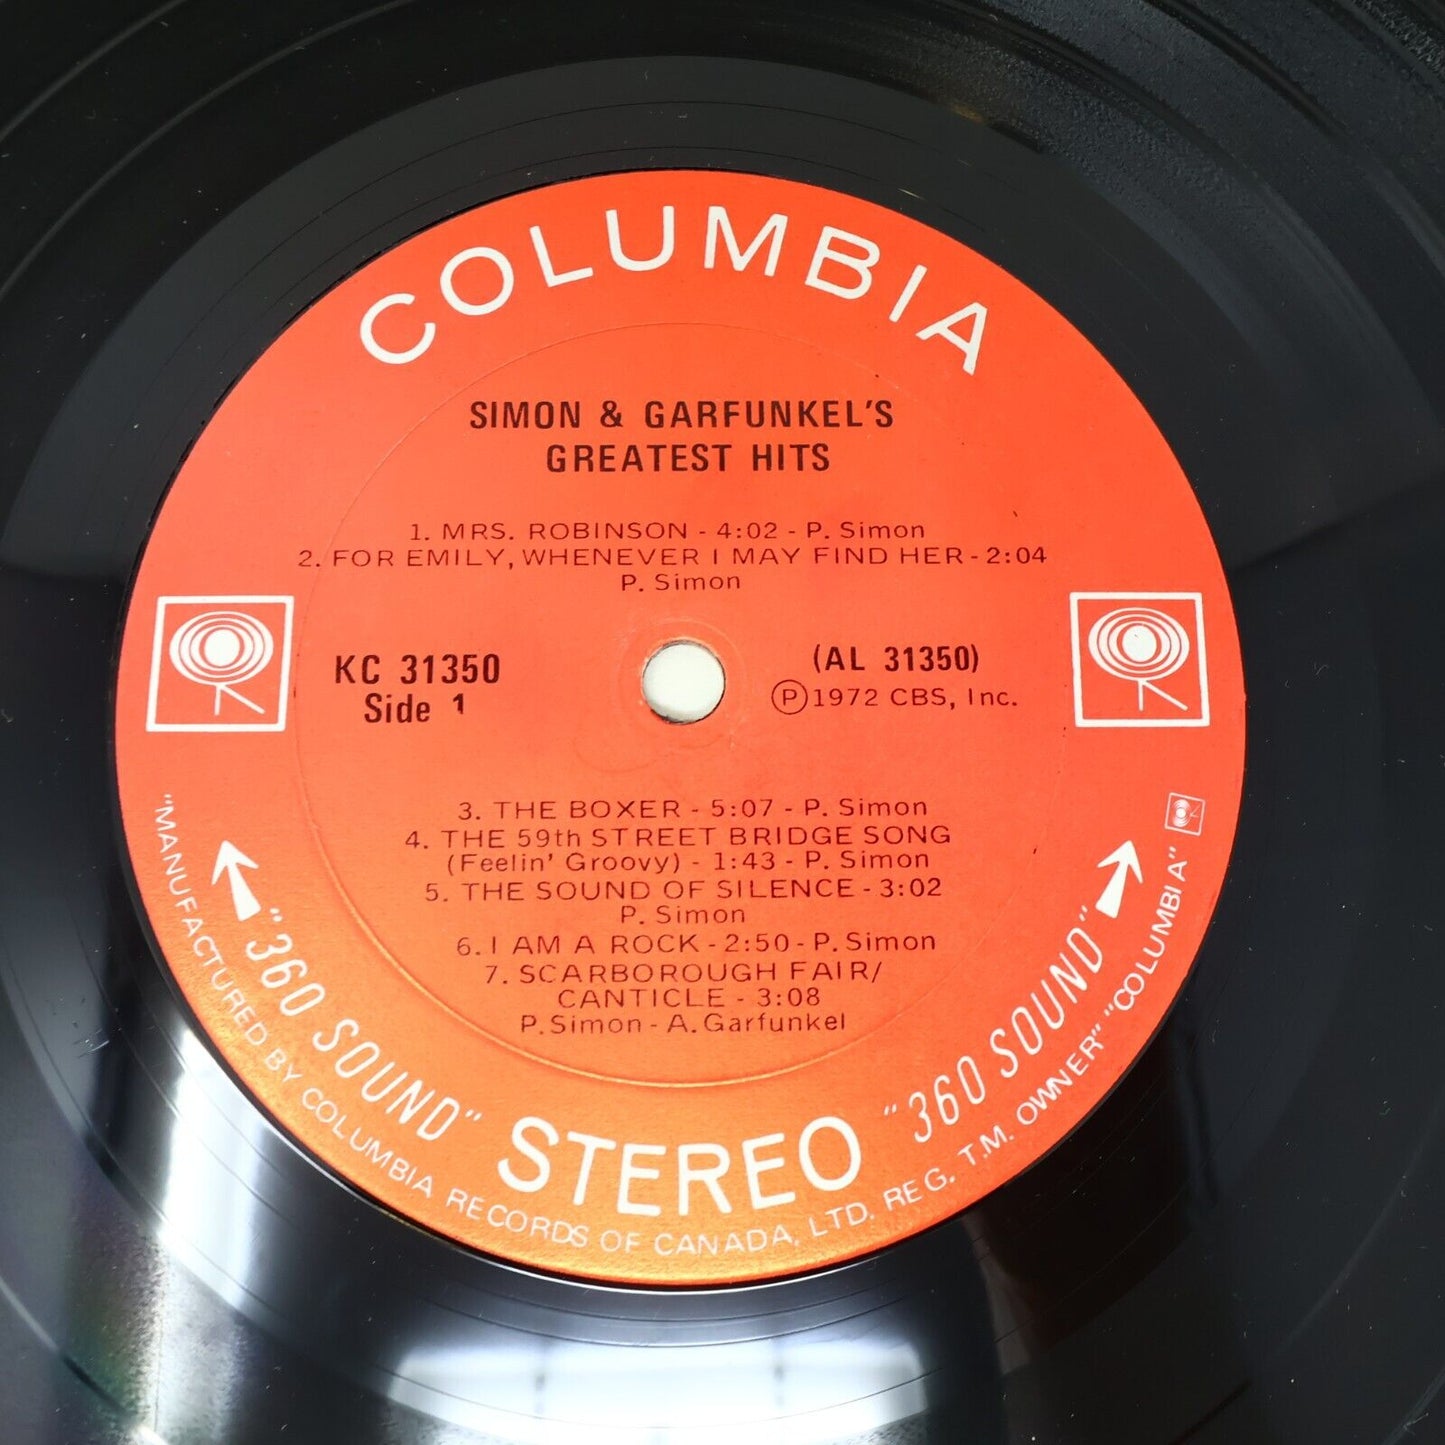 COLUMBIA
SIMON & GARFUNKEL'S
GREATEST HITS
1. MRS. ROBINSON - 4:02 - P. Simon
2. FOR EMILY, WHENEVER I MAY FIND HER - 2:04
P. Simon
KC 31350
Side 1
(AL 31350)
Ⓟ1972 CBS, Inc.
3. THE BOXER - 5:07 - P. Simon
4. THE 59th STREET BRIDGE SONG
(Feelin' Groovy) - 1:43 - P. Simon
5. THE SOUND OF SILENCE - 3:02
P. Simon
6. I AM A ROCK - 2:50 - P. Simon
7. SCARBOROUGH FAIR/
CANTICLE - 3:08
P. Simon - A. Garfunkel
"360 SOUND" STEREO "360 SOUND"
"MANUFACTURED BY COLUMBIA RECORDS OF CANADA, LTD. REG. T.M. OWNER" "COLUMBIA"